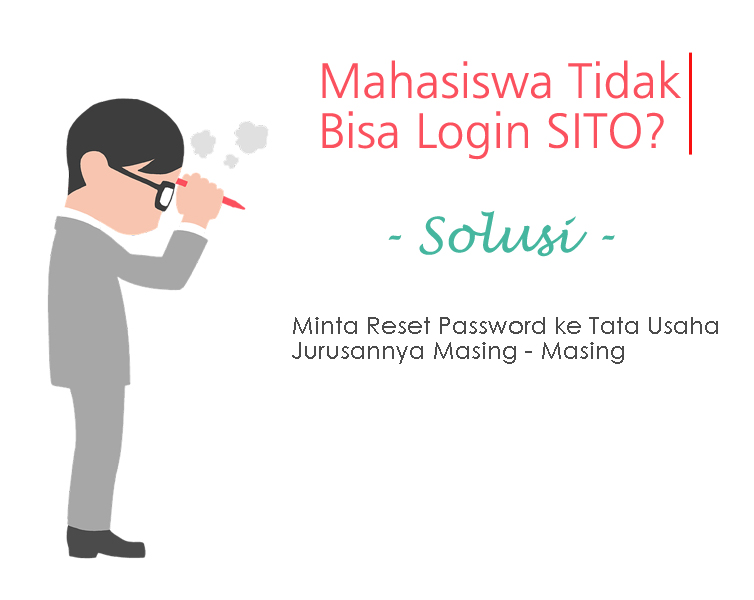 Mahasiswa Tidak
Bisa Login SITO?
- Solusi -
Minta Reset Password ke Tata Usaha
Jurusannya Masing - Masing